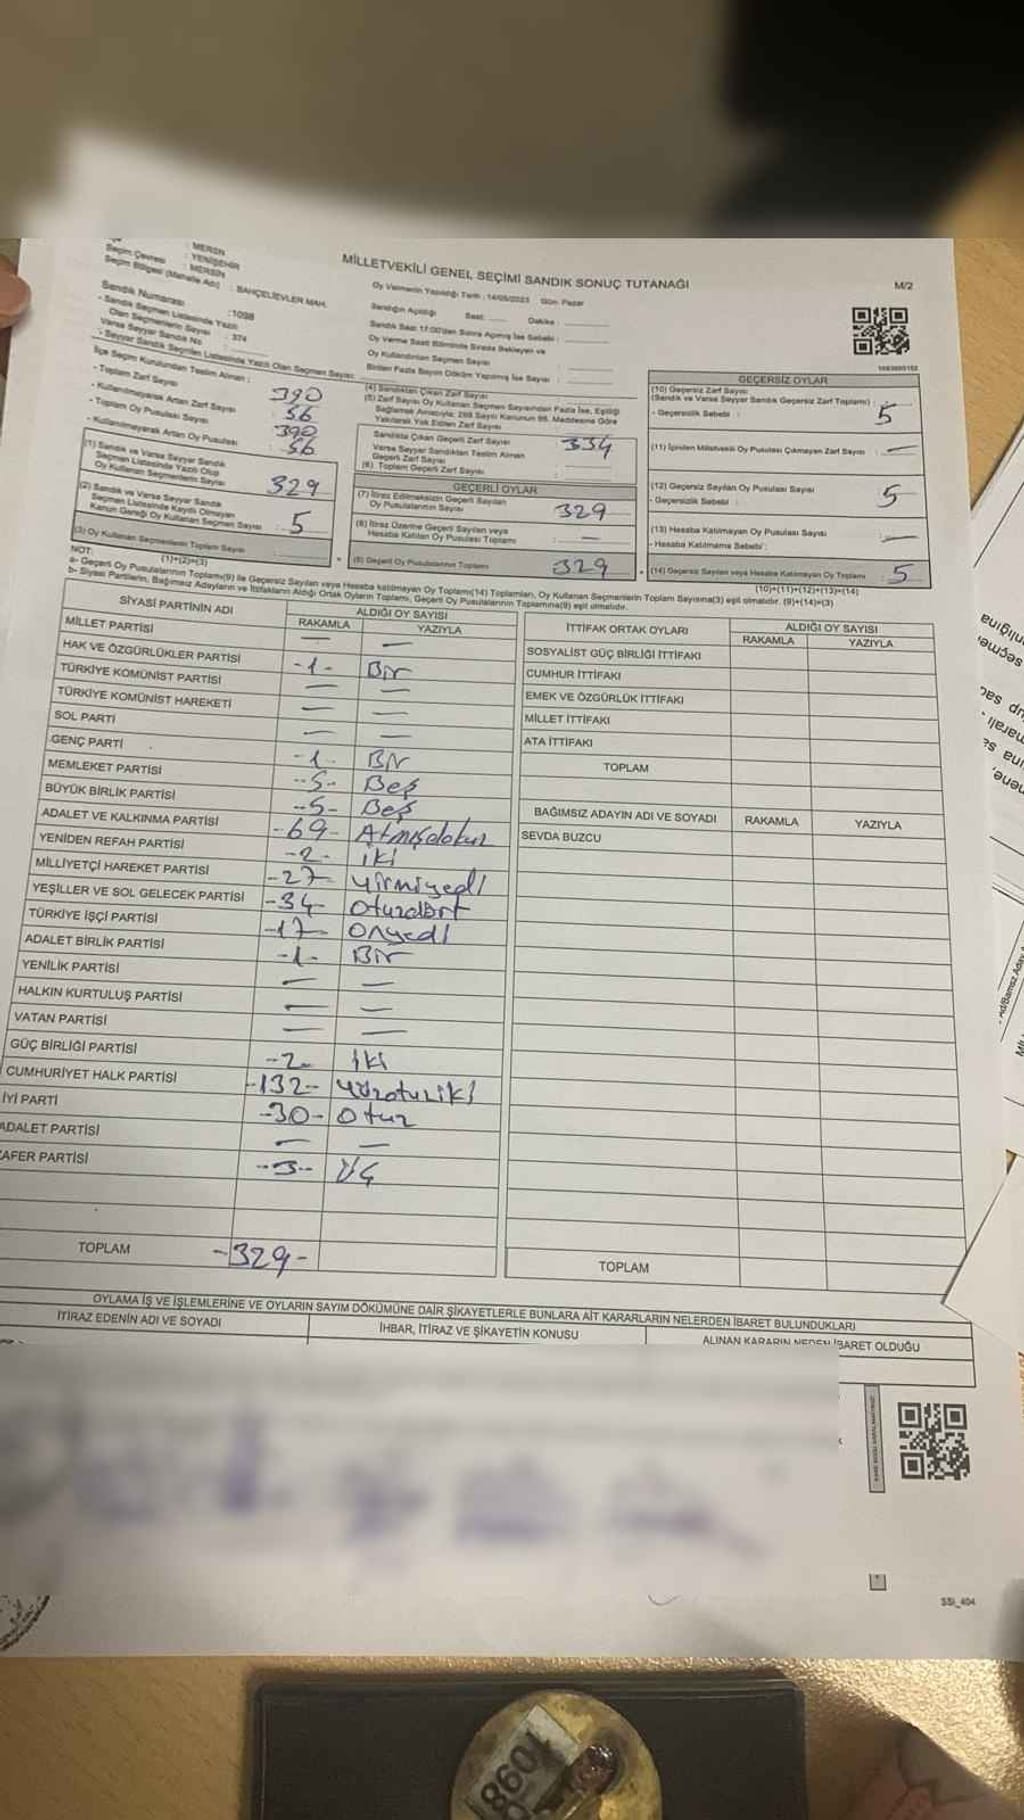 MİLLETVEKİLİ GENEL SEÇİMİ SANDIK SONUÇ TUTANAĞI
M/2
: MERSİN
Seçim Çevresi : YENİŞEHİR
: MERSİN
Seçim Bölgesi (Mahalle Adı) : BAHÇELİEVLER MAH.
Sandık Numarası :1098
- Sandık Seçmen Listesinde Yazılı
Olan Seçmenlerin Sayısı : 374
Varsa Seyyar Sandık No
- Seyyar Sandık Seçmen Listesinde Yazılı Olan Seçmen Sayısı:
İlçe Seçim Kurulundan Teslim Alınan :
- Toplam Zarf Sayısı 390
- Kullanılmayarak Artan Zarf Sayısı 56
- Toplam Oy Pusulası Sayısı 390
- Kullanılmayarak Artan Oy Pusulası : 56
(1) Sandık ve Varsa Seyyar Sandık
Seçmen Listesinde Yazılı Olup
Oy Kullanan Seçmenlerin Sayısı 329
(2) Sandık ve Varsa Seyyar Sandık
Seçmen Listesinde Kayıtlı Olmayan
Kanun Gereği Oy Kullanan Seçmen Sayısı : 5
(3) Oy Kullanan Seçmenlerin Toplam Sayısı
(1)+(2)=(3)
Oy Vermenin Yapıldığı Tarih : 14/05/2023 Gün: Pazar
Sandığın Açıldığı Saat: Dakika :
Sandık Saat 17:00'den Sonra Açılmış İse Sebebi :
Oy Verme Saati Bitiminde Sırada Bekleyen ve
Oy Kullandırılan Seçmen Sayısı
Birden Fazla Sayım Döküm Yapılmış İse Sayısı :
(4) Sandıktan Çıkan Zarf Sayısı
(5) Zarf Sayısı Oy Kullanan Seçmen Sayısından Fazla İse, Eşitliği
Sağlamak Amacıyla; 298 Sayılı Kanunun 98. Maddesine Göre
Yakılarak Yok Edilen Zarf Sayısı
Sandıkta Çıkan Geçerli Zarf Sayısı : 334
Varsa Seyyar Sandıktan Teslim Alınan
Geçerli Zarf Sayısı
(6) Toplam Geçerli Zarf Sayısı
GEÇERLİ OYLAR
(7) İtiraz Edilmeksizin Geçerli Sayılan
Oy Pusulalarının Sayısı : 329
(8) İtiraz Üzerine Geçerli Sayılan veya
Hesaba Katılan Oy Pusulası Toplamı : —
(9) Geçerli Oy Pusulalarının Toplamı 329
GEÇERSİZ OYLAR
(10) Geçersiz Zarf Sayısı
(Sandık ve Varsa Seyyar Sandık Geçersiz Zarf Toplamı) : 5
- Geçersizlik Sebebi :
(11) İçinden Milletvekili Oy Pusulası Çıkmayan Zarf Sayısı : —
(12) Geçersiz Sayılan Oy Pusulası Sayısı : 5
- Geçersizlik Sebebi :
(13) Hesaba Katılmayan Oy Pusulası Sayısı : —
- Hesaba Katılmama Sebebi :
(14) Geçersiz Sayılan veya Hesaba Katılmayan Oy Toplamı : 5
(10)+(11)+(12)+(13)=(14)
NOT:
a- Geçerli Oy Pusulalarının Toplamı(9) ile Geçersiz Sayılan veya Hesaba katılmayan Oy Toplamı(14) Toplamları, Oy Kullanan Seçmenlerin Toplam Sayısına(3) eşit olmalıdır. (9)+(14)=(3)
b- Siyasi Partilerin, Bağımsız Adayların ve İttifakların Aldığı Ortak Oyların Toplamı, Geçerli Oy Pusulalarının Toplamına(9) eşit olmalıdır.
SİYASİ PARTİNİN ADI ALDIĞI OY SAYISI
RAKAMLA YAZIYLA
MİLLET PARTİSİ — —
HAK VE ÖZGÜRLÜKLER PARTİSİ -1- Bir
TÜRKİYE KOMÜNİST PARTİSİ — —
TÜRKİYE KOMÜNİST HAREKETİ — —
SOL PARTİ — —
GENÇ PARTİ -1- Bir
MEMLEKET PARTİSİ -5- Beş
BÜYÜK BİRLİK PARTİSİ -5- Beş
ADALET VE KALKINMA PARTİSİ -69- Atmışdokuz
YENİDEN REFAH PARTİSİ -2- iki
MİLLİYETÇİ HAREKET PARTİSİ -27- yirmiyedi
YEŞİLLER VE SOL GELECEK PARTİSİ -34- Otuzdört
TÜRKİYE İŞÇİ PARTİSİ -17- Onyedi
ADALET BİRLİK PARTİSİ -1- Bir
YENİLİK PARTİSİ — —
HALKIN KURTULUŞ PARTİSİ — —
VATAN PARTİSİ — —
GÜÇ BİRLİĞİ PARTİSİ -2- İki
CUMHURİYET HALK PARTİSİ -132- Yüzotuziki
İYİ PARTİ -30- Otuz
ADALET PARTİSİ — —
ZAFER PARTİSİ -3- Üç
TOPLAM -329-
İTTİFAK ORTAK OYLARI ALDIĞI OY SAYISI
RAKAMLA YAZIYLA
SOSYALİST GÜÇ BİRLİĞİ İTTİFAKI
CUMHUR İTTİFAKI
EMEK VE ÖZGÜRLÜK İTTİFAKI
MİLLET İTTİFAKI
ATA İTTİFAKI
TOPLAM
BAĞIMSIZ ADAYIN ADI VE SOYADI RAKAMLA YAZIYLA
SEVDA BUZCU
TOPLAM
OYLAMA İŞ VE İŞLEMLERİNE VE OYLARIN SAYIM DÖKÜMÜNE DAİR ŞİKAYETLERLE BUNLARA AİT KARARLARIN NELERDEN İBARET BULUNDUKLARI
İTİRAZ EDENİN ADI VE SOYADI İHBAR, İTİRAZ VE ŞİKAYETİN KONUSU ALINAN KARARIN NEDEN İBARET OLDUĞU
SSİ_404
1098